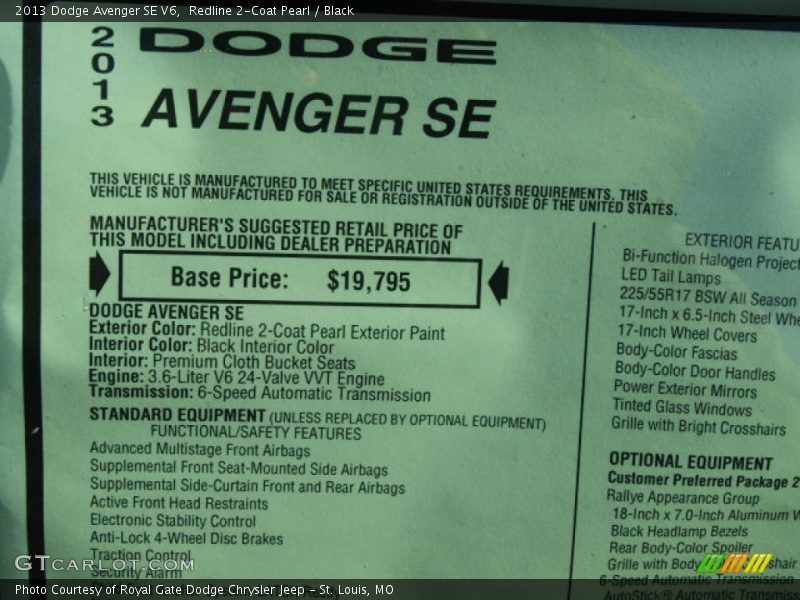 2013 Dodge Avenger SE V6, Redline 2-Coat Pearl / Black
2013
DODGE
AVENGER SE
THIS VEHICLE IS MANUFACTURED TO MEET SPECIFIC UNITED STATES REQUIREMENTS. THIS
VEHICLE IS NOT MANUFACTURED FOR SALE OR REGISTRATION OUTSIDE OF THE UNITED STATES.
MANUFACTURER'S SUGGESTED RETAIL PRICE OF
THIS MODEL INCLUDING DEALER PREPARATION
Base Price: $19,795
DODGE AVENGER SE
Exterior Color: Redline 2-Coat Pearl Exterior Paint
Interior Color: Black Interior Color
Interior: Premium Cloth Bucket Seats
Engine: 3.6-Liter V6 24-Valve VVT Engine
Transmission: 6-Speed Automatic Transmission
STANDARD EQUIPMENT (UNLESS REPLACED BY OPTIONAL EQUIPMENT)
FUNCTIONAL/SAFETY FEATURES
Advanced Multistage Front Airbags
Supplemental Front Seat-Mounted Side Airbags
Supplemental Side-Curtain Front and Rear Airbags
Active Front Head Restraints
Electronic Stability Control
Anti-Lock 4-Wheel Disc Brakes
Traction Control
Security Alarm
EXTERIOR FEATU
Bi-Function Halogen Project
LED Tail Lamps
225/55R17 BSW All Season
17-Inch x 6.5-Inch Steel Whe
17-Inch Wheel Covers
Body-Color Fascias
Body-Color Door Handles
Power Exterior Mirrors
Tinted Glass Windows
Grille with Bright Crosshairs
OPTIONAL EQUIPMENT
Customer Preferred Package 2
Rallye Appearance Group
18-Inch x 7.0-Inch Aluminum W
Black Headlamp Bezels
Rear Body-Color Spoiler
Grille with Body shair
6-Speed Automatic Transmission
AutoStick® Automatic Transmiss
GTcarlot.com
Photo Courtesy of Royal Gate Dodge Chrysler Jeep - St. Louis, MO